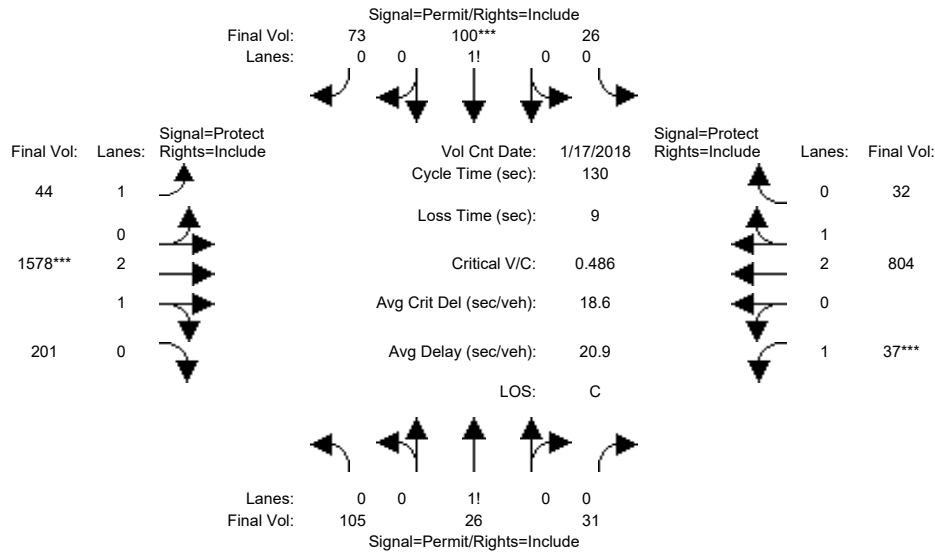 Signal=Permit/Rights=Include
Final Vol: 73 100*** 26
Lanes: 0 0 1! 0 0
Signal=Protect Signal=Protect
Final Vol: Lanes: Rights=Include Vol Cnt Date: 1/17/2018 Rights=Include Lanes: Final Vol:
Cycle Time (sec): 130
44 1 0 32
Loss Time (sec): 9
0 1
1578*** 2 Critical V/C: 0.486 2 804
1 Avg Crit Del (sec/veh): 18.6 0
201 0 Avg Delay (sec/veh): 20.9 1 37***
LOS: C
Lanes: 0 0 1! 0 0
Final Vol: 105 26 31
Signal=Permit/Rights=Include